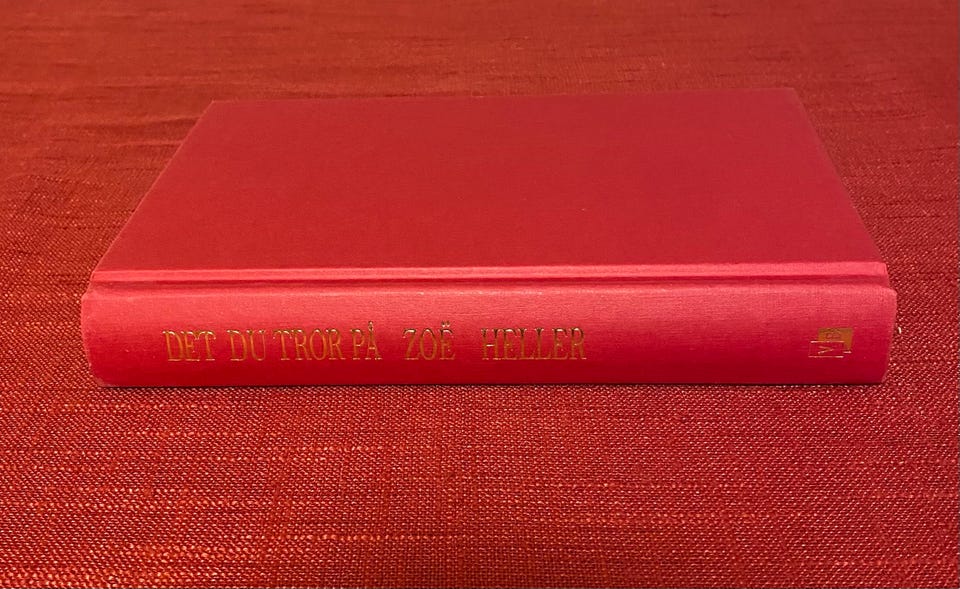 DET DU TROR PÅ ZOË HELLER